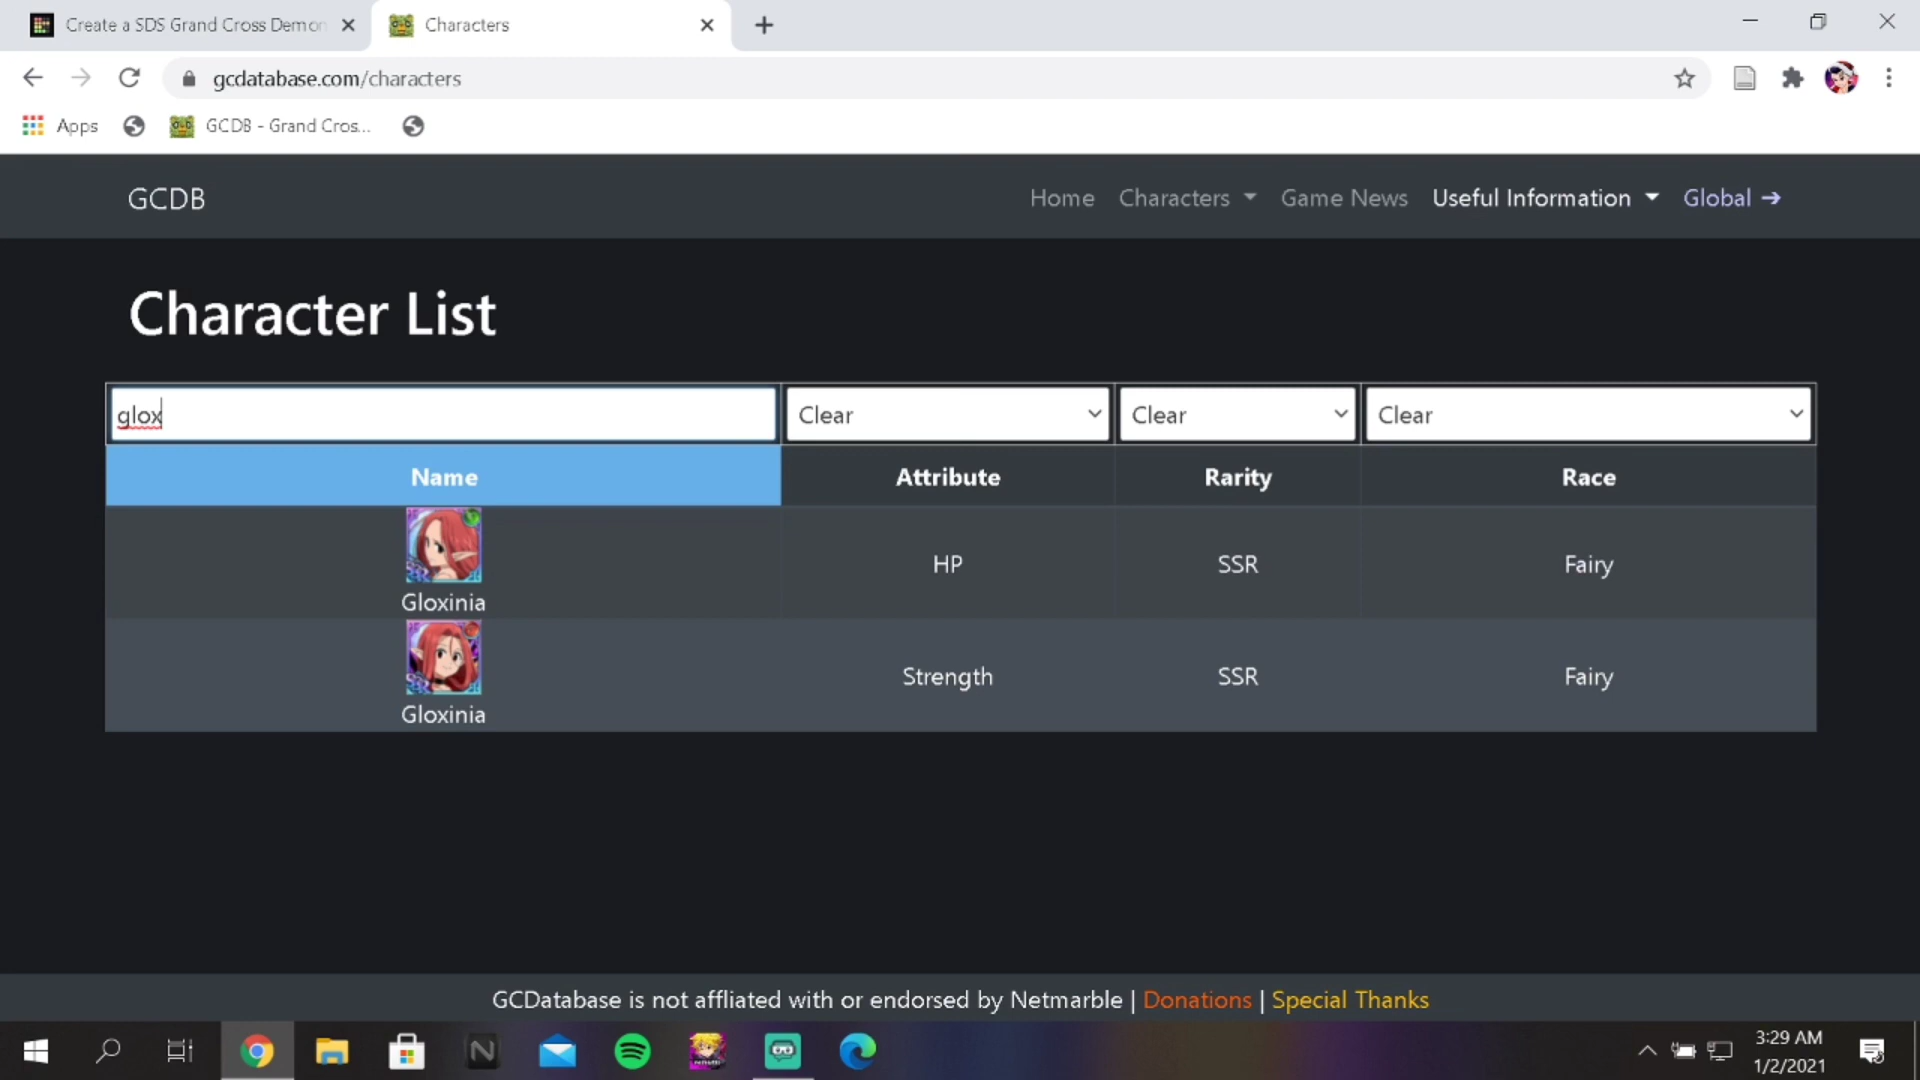 Create a SDS Grand Cross Demon
Characters
gcdatabase.com/characters
Apps
GCDB - Grand Cros...
GCDB
Home
Characters
Game News
Useful Information
Global →
Character List
glox
Clear
Clear
Clear
Name
Attribute
Rarity
Race
HP
SSR
Fairy
Gloxinia
Strength
SSR
Fairy
Gloxinia
GCDatabase is not affliated with or endorsed by Netmarble | Donations | Special Thanks
3:29 AM
1/2/2021